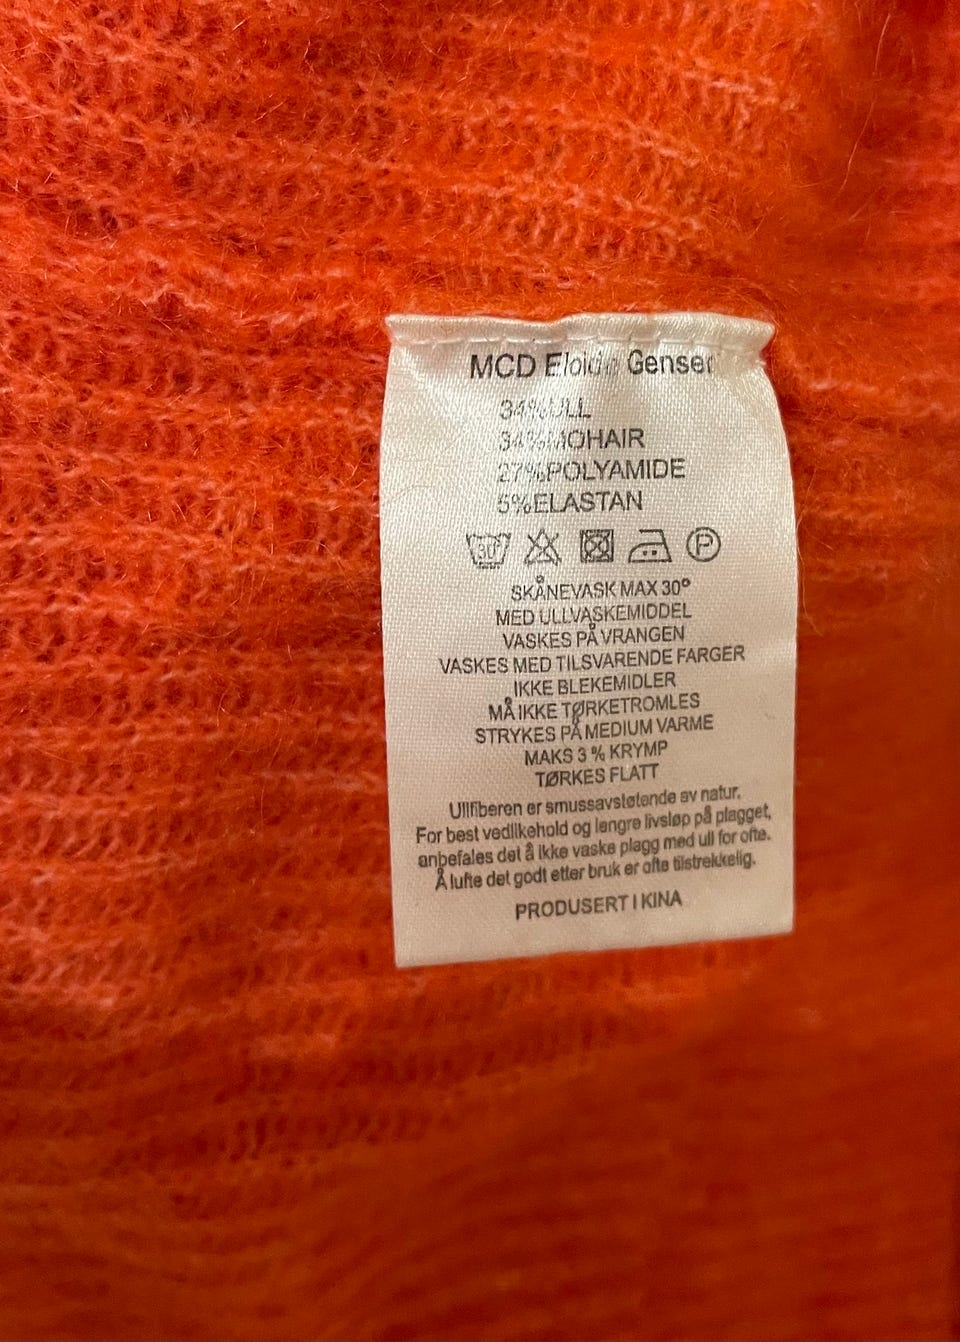 MCD Eloide Genser
34%ULL
34%MOHAIR
27%POLYAMIDE
5%ELASTAN
30° P
SKÅNEVASK MAX 30°
MED ULLVASKEMIDDEL
VASKES PÅ VRANGEN
VASKES MED TILSVARENDE FARGER
IKKE BLEKEMIDLER
MÅ IKKE TØRKETROMLES
STRYKES PÅ MEDIUM VARME
MAKS 3 % KRYMP
TØRKES FLATT
Ullfiberen er smussavstøtende av natur.
For best vedlikehold og lengre livsløp på plagget,
anbefales det å ikke vaske plagg med ull for ofte.
Å lufte det godt etter bruk er ofte tilstrekkelig.
PRODUSERT I KINA